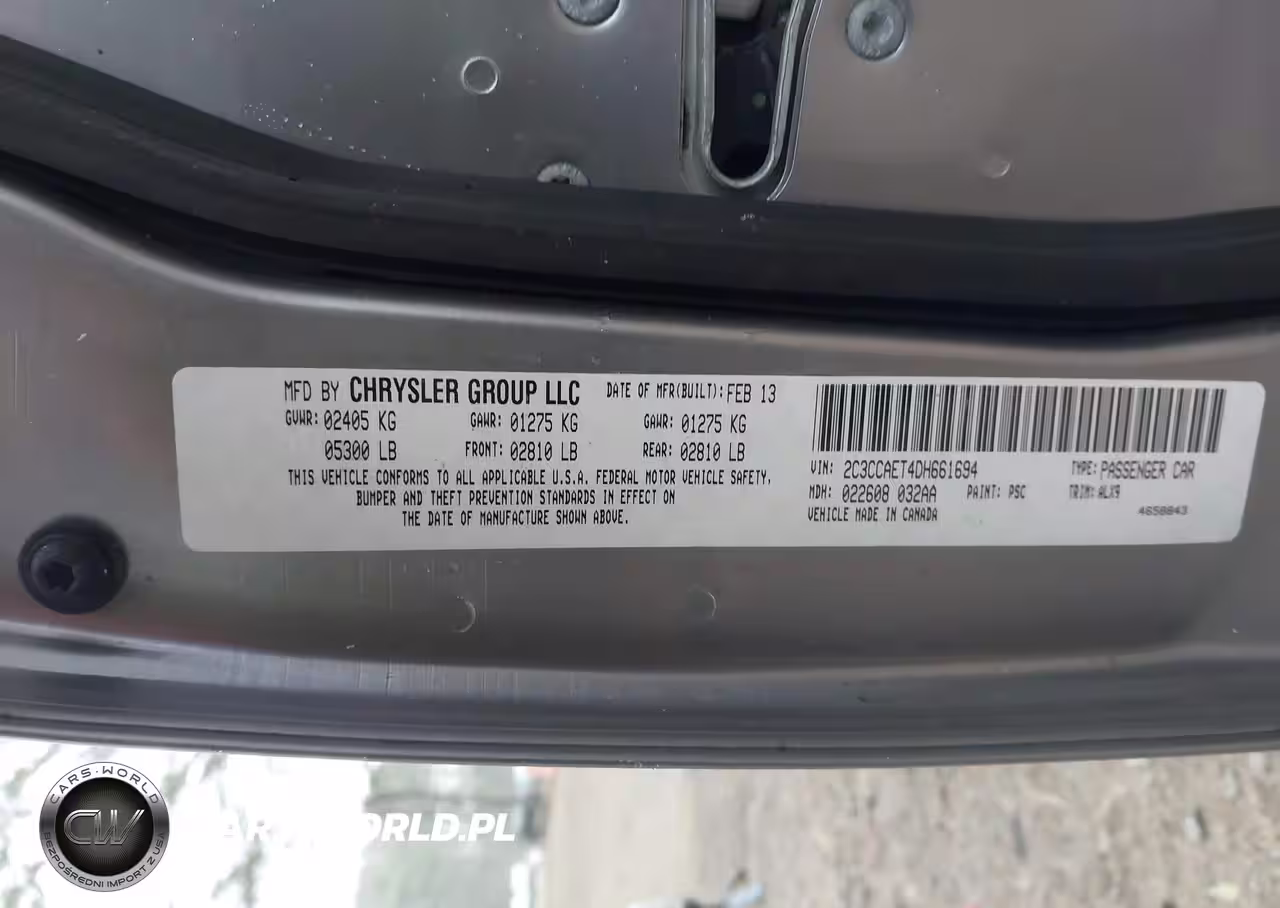 MFD BY CHRYSLER GROUP LLC DATE OF MFR(BUILT): FEB 13
GVWR: 02405 KG GAWR: 01275 KG GAWR: 01275 KG
05300 LB FRONT: 02810 LB REAR: 02810 LB
THIS VEHICLE CONFORMS TO ALL APPLICABLE U.S.A. FEDERAL MOTOR VEHICLE SAFETY,
BUMPER AND THEFT PREVENTION STANDARDS IN EFFECT ON
THE DATE OF MANUFACTURE SHOWN ABOVE.
VIN: 2C3CCAET4DH661694 TYPE: PASSENGER CAR
MDH: 022608 032AA PAINT: PSC TRIM: ALX9
VEHICLE MADE IN CANADA 4658843
CARS-WORLD
CW
BEZPOŚREDNI IMPORT Z USA
CARS-WORLD.PL